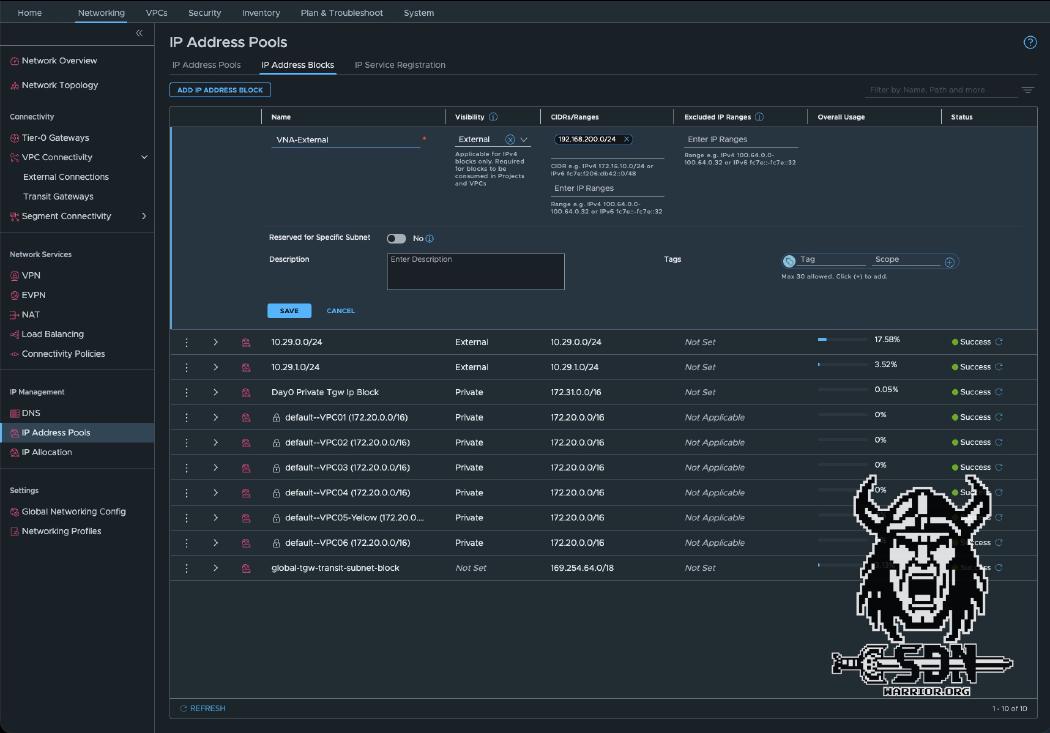 Home Networking VPCs Security Inventory Plan & Troubleshoot System
«
Network Overview
Network Topology
Connectivity
Tier-0 Gateways
VPC Connectivity
External Connections
Transit Gateways
Segment Connectivity
Network Services
VPN
EVPN
NAT
Load Balancing
Connectivity Policies
IP Management
DNS
IP Address Pools
IP Allocation
Settings
Global Networking Config
Networking Profiles
IP Address Pools
IP Address Pools IP Address Blocks IP Service Registration
ADD IP ADDRESS BLOCK Filter by Name, Path and more
Name Visibility CIDRs/Ranges Excluded IP Ranges Overall Usage Status
VNA-External * External 192.168.200.0/24 × Enter IP Ranges
Applicable for IPv4
blocks only. Required
for blocks to be
consumed in Projects
and VPCs
CIDR e.g. IPv4 172.16.10.0/24 or
IPv6 fc7e:f206:db42::0/48
Enter IP Ranges
Range e.g. IPv4 100.64.0.0-
100.64.0.32 or IPv6 fc7e::-fc7e::32
Range e.g. IPv4 100.64.0.0-
100.64.0.32 or IPv6 fc7e::-fc7e::32
Reserved for Specific Subnet No
Description Enter Description Tags Tag Scope
Max 30 allowed. Click (+) to add.
SAVE CANCEL
10.29.0.0/24 External 10.29.0.0/24 Not Set 17.58% Success
10.29.1.0/24 External 10.29.1.0/24 Not Set 3.52% Success
Day0 Private Tgw Ip Block Private 172.31.0.0/16 Not Set 0.05% Success
default--VPC01 (172.20.0.0/16) Private 172.20.0.0/16 Not Applicable 0% Success
default--VPC02 (172.20.0.0/16) Private 172.20.0.0/16 Not Applicable 0% Success
default--VPC03 (172.20.0.0/16) Private 172.20.0.0/16 Not Applicable 0% Success
default--VPC04 (172.20.0.0/16) Private 172.20.0.0/16 Not Applicable 0%
default--VPC05-Yellow (172.20.0.... Private 172.20.0.0/16 Not Applicable
default--VPC06 (172.20.0.0/16) Private 172.20.0.0/16 Not Applicable
global-tgw-transit-subnet-block Not Set 169.254.64.0/18 Not Set
SDN
WARRIOR.ORG
REFRESH 1 - 10 of 10